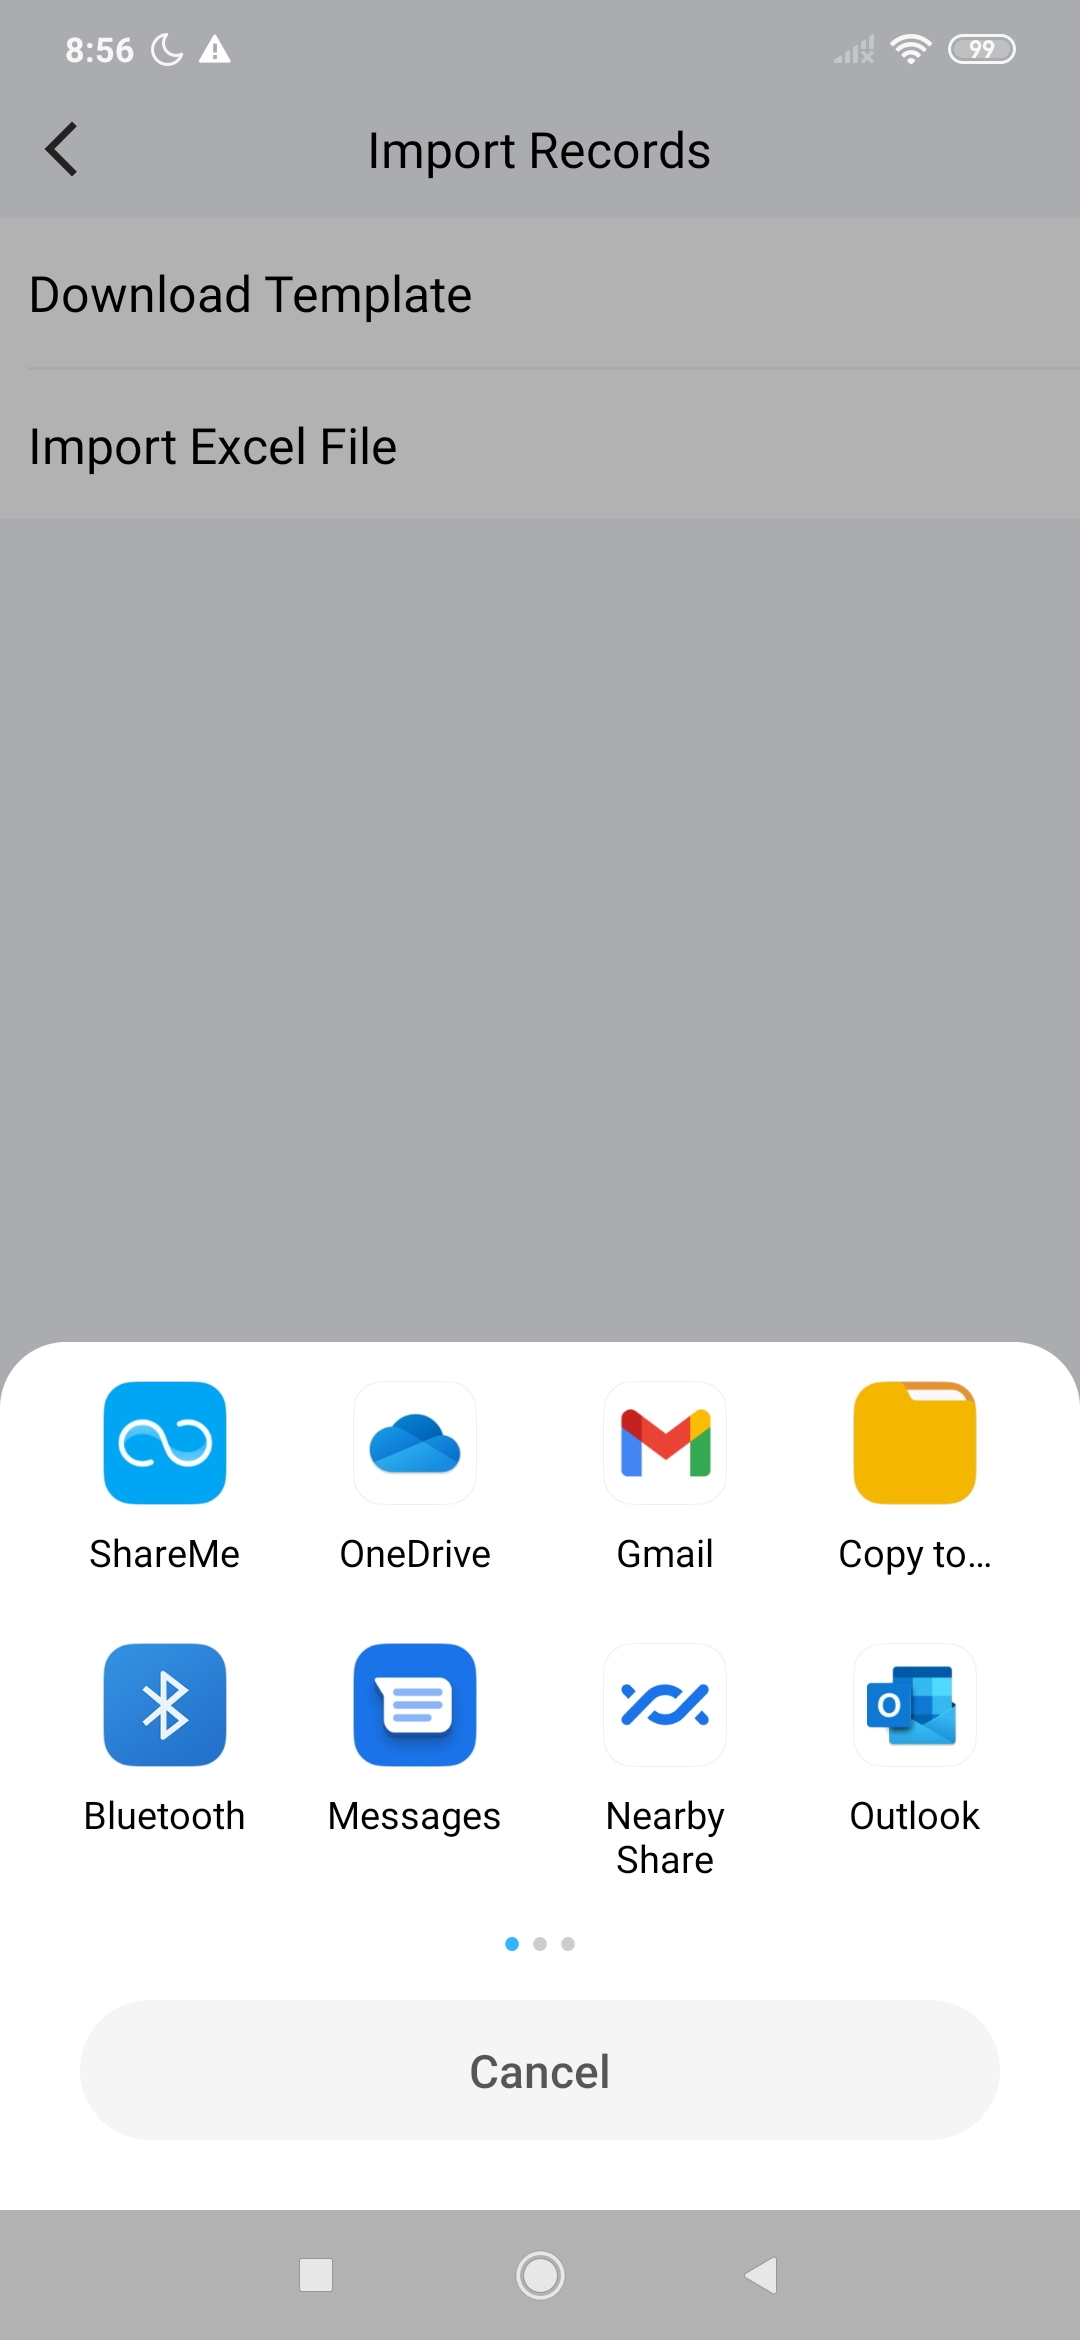 8:56
99
Import Records
Download Template
Import Excel File
ShareMe
OneDrive
Gmail
Copy to...
Bluetooth
Messages
Nearby
Share
O
Outlook
Cancel